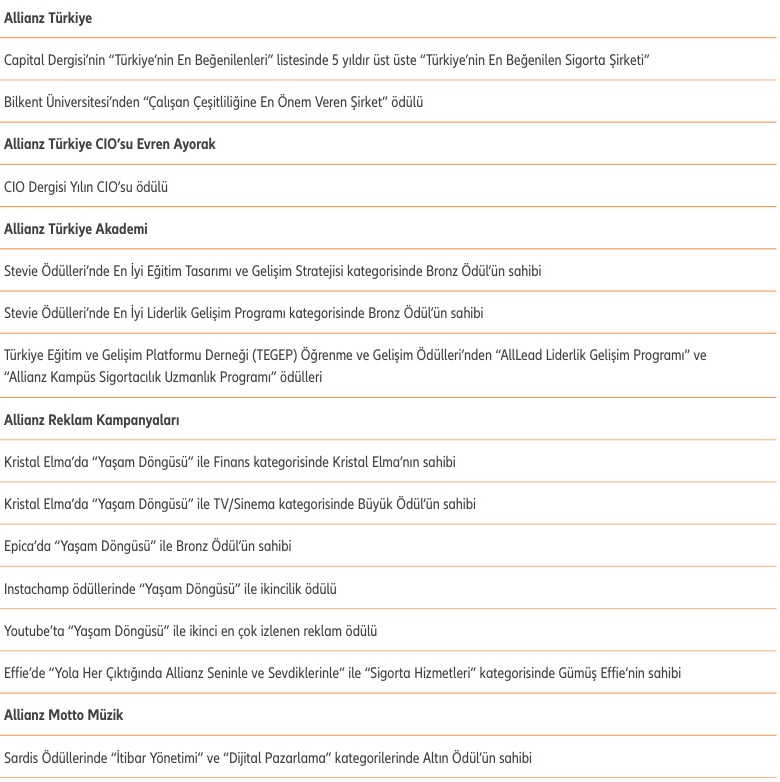 Allianz Türkiye
Capital Dergisi’nin “Türkiye’nin En Beğenilenleri” listesinde 5 yıldır üst üste “Türkiye’nin En Beğenilen Sigorta Şirketi”
Bilkent Üniversitesi’nden “Çalışan Çeşitliliğine En Önem Veren Şirket” ödülü
Allianz Türkiye CIO’su Evren Ayorak
CIO Dergisi Yılın CIO’su ödülü
Allianz Türkiye Akademi
Stevie Ödülleri’nde En İyi Eğitim Tasarımı ve Gelişim Stratejisi kategorisinde Bronz Ödül’ün sahibi
Stevie Ödülleri’nde En İyi Liderlik Gelişim Programı kategorisinde Bronz Ödül’ün sahibi
Türkiye Eğitim ve Gelişim Platformu Derneği (TEGEP) Öğrenme ve Gelişim Ödülleri’nden “AllLead Liderlik Gelişim Programı” ve
“Allianz Kampüs Sigortacılık Uzmanlık Programı” ödülleri
Allianz Reklam Kampanyaları
Kristal Elma’da “Yaşam Döngüsü” ile Finans kategorisinde Kristal Elma’nın sahibi
Kristal Elma’da “Yaşam Döngüsü” ile TV/Sinema kategorisinde Büyük Ödül’ün sahibi
Epica’da “Yaşam Döngüsü” ile Bronz Ödül’ün sahibi
Instachamp ödüllerinde “Yaşam Döngüsü” ile ikincilik ödülü
Youtube’ta “Yaşam Döngüsü” ile ikinci en çok izlenen reklam ödülü
Effie’de “Yola Her Çıktığında Allianz Seninle ve Sevdiklerinle” ile “Sigorta Hizmetleri” kategorisinde Gümüş Effie’nin sahibi
Allianz Motto Müzik
Sardis Ödüllerinde “İtibar Yönetimi” ve “Dijital Pazarlama” kategorilerinde Altın Ödül’ün sahibi